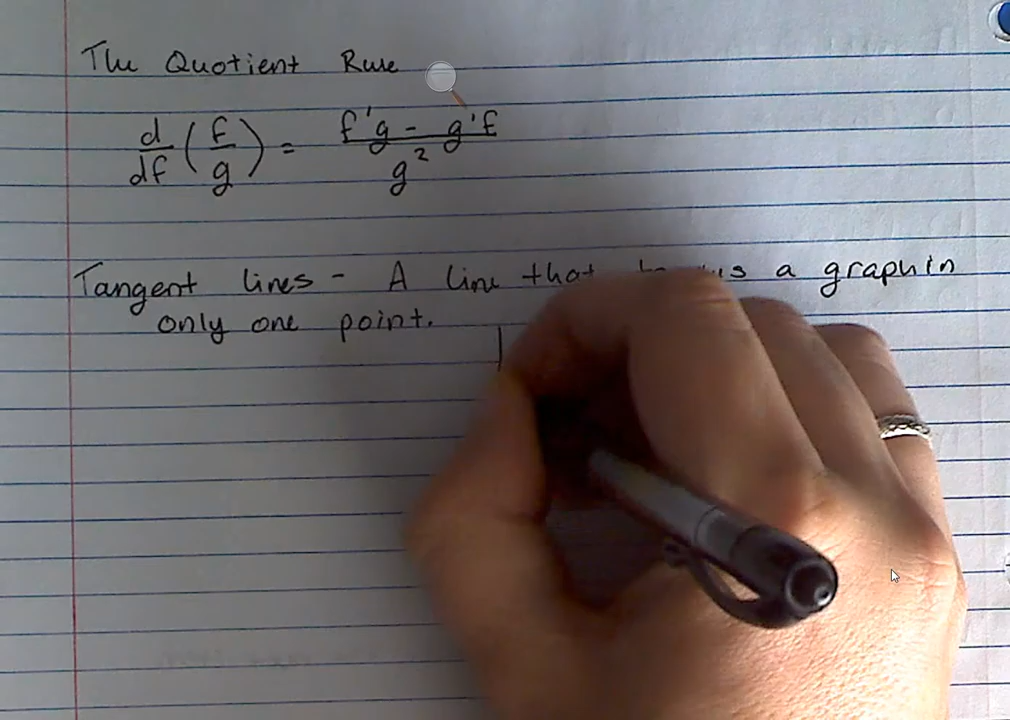 The Quotient Rule
d/df (f/g) = f'g - g'f / g²
Tangent lines - A line that a graph in
only one point.